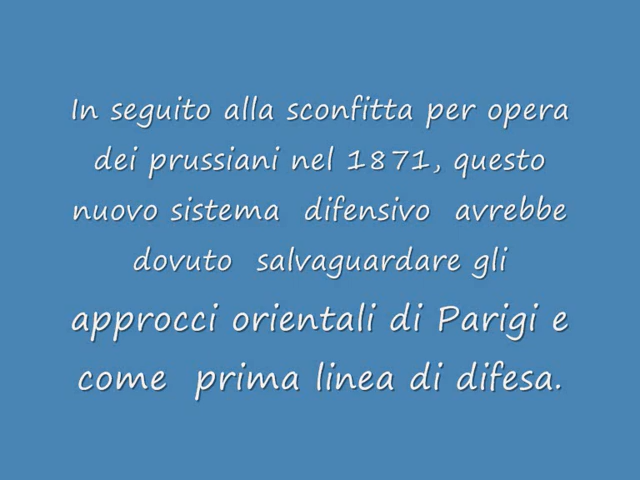 In seguito alla sconfitta per opera
dei prussiani nel 1871, questo
nuovo sistema difensivo avrebbe
dovuto salvaguardare gli
approcci orientali di Parigi e
come prima linea di difesa.